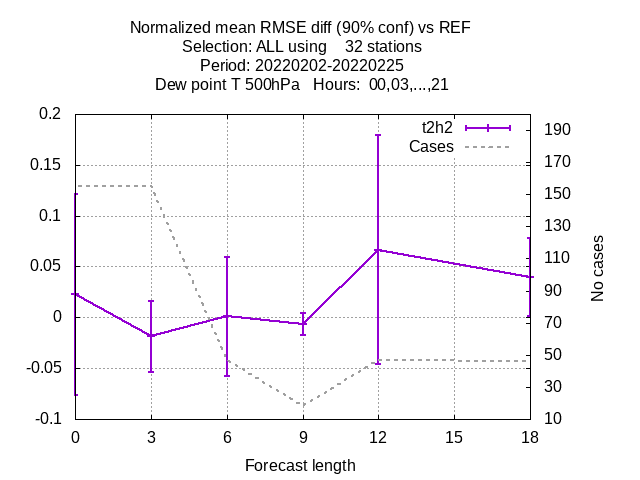 Normalized mean RMSE diff (90% conf) vs REF
Selection: ALL using    32 stations
Period: 20220202-20220225
Dew point T 500hPa   Hours:  00,03,...,21
0.2
0.15
0.1
0.05
0
-0.05
-0.1
t2h2
Cases
190
170
150
130
110
90
70
50
30
10
No cases
0 3 6 9 12 15 18
Forecast length